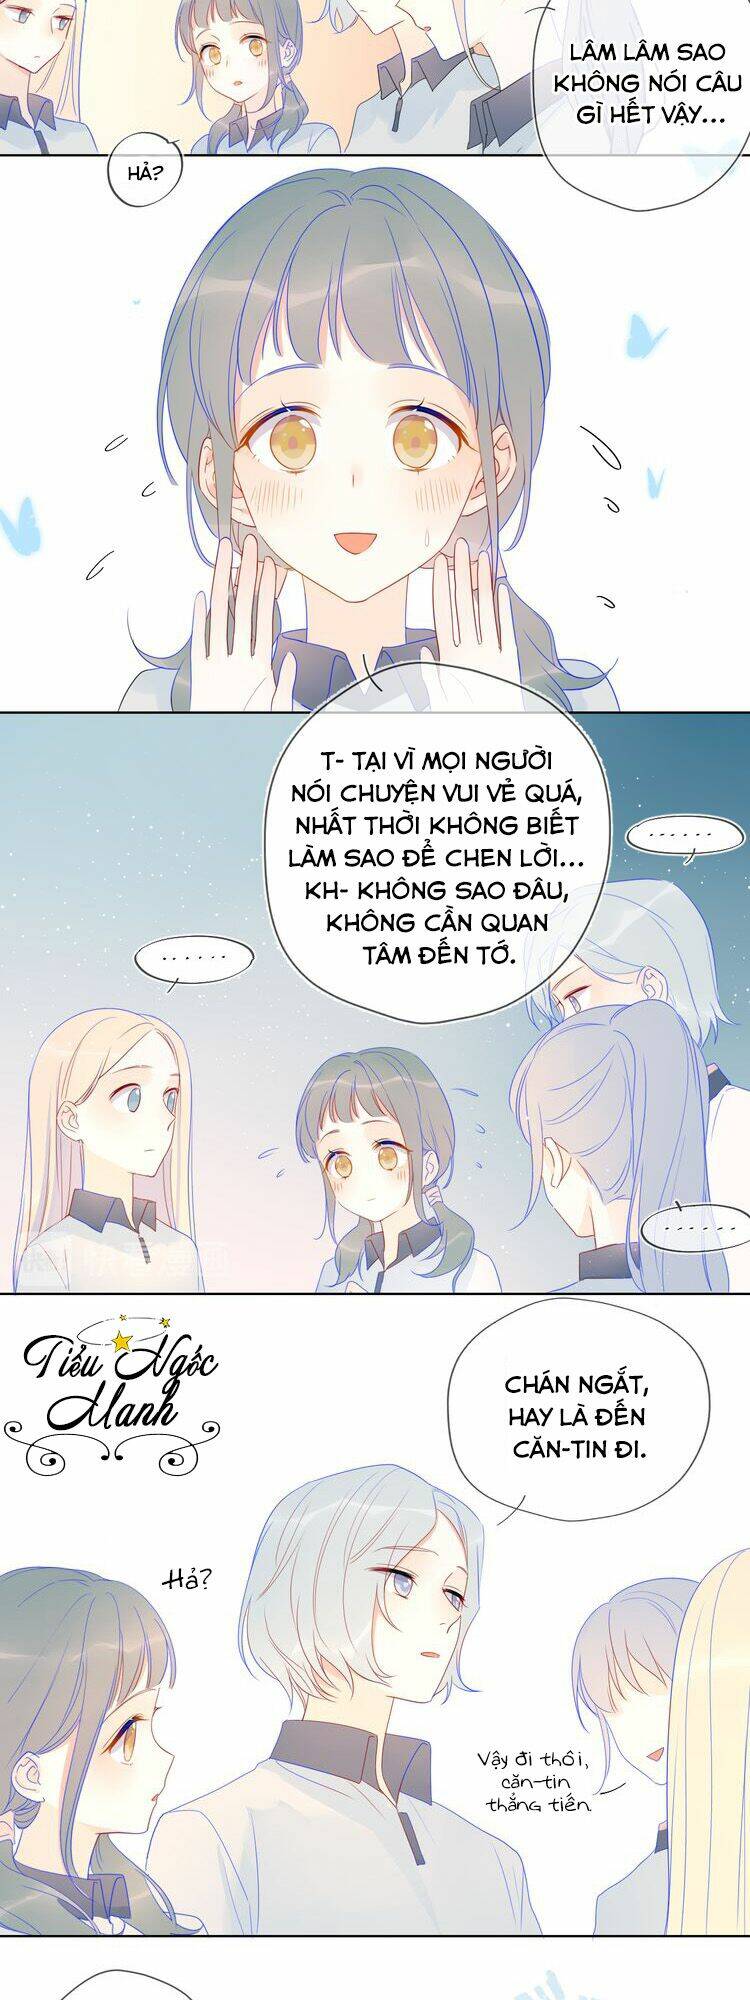 LÂM LÂM SAO
KHÔNG NÓI CÂU
GÌ HẾT VẬY...
HẢ?
T- TẠI VÌ MỌI NGƯỜI
NÓI CHUYỆN VUI VẺ QUÁ,
NHẤT THỜI KHÔNG BIẾT
LÀM SAO ĐỂ CHEN LỜI...
KH- KHÔNG SAO ĐÂU,
KHÔNG CẦN QUAN
TÂM ĐẾN TỚ.
.......
......
.......
Tiểu Ngốc
Manh
CHÁN NGẮT,
HAY LÀ ĐẾN
CĂN-TIN ĐI.
Hả?
Vậy đi thôi,
căn-tin
thẳng tiến.